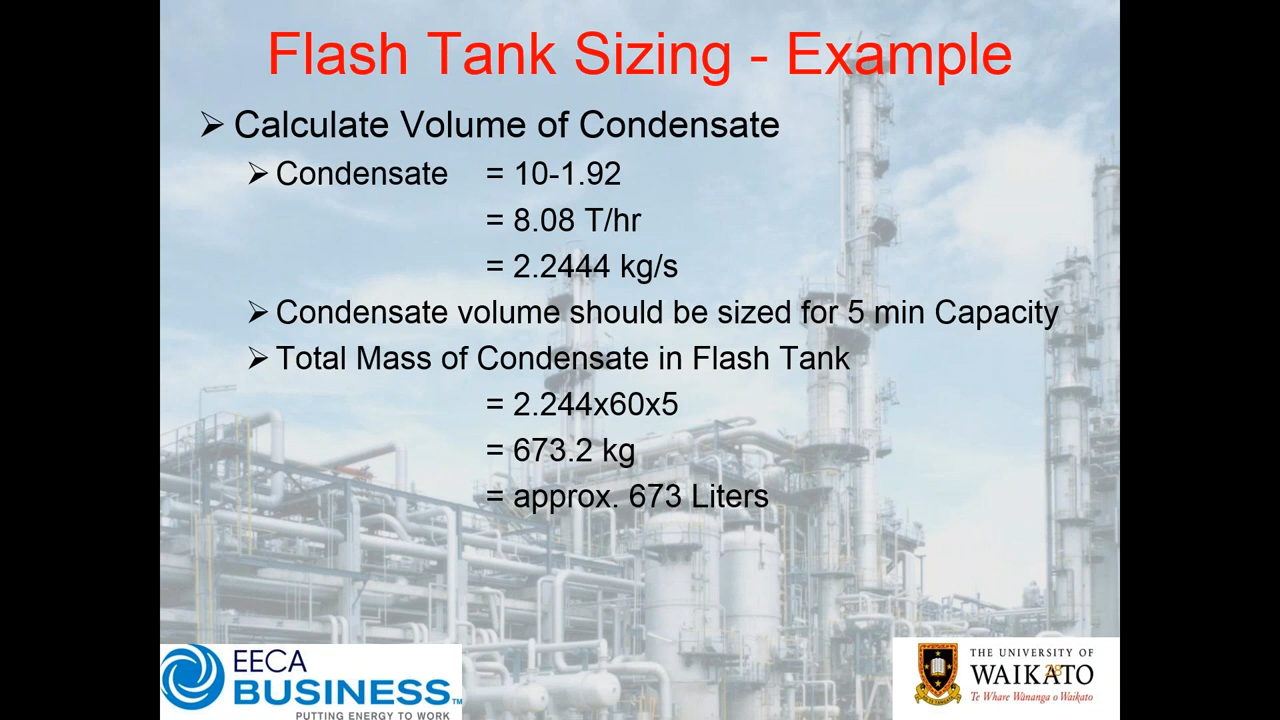 Flash Tank Sizing - Example
Calculate Volume of Condensate
Condensate = 10-1.92
= 8.08 T/hr
= 2.2444 kg/s
Condensate volume should be sized for 5 min Capacity
Total Mass of Condensate in Flash Tank
= 2.244x60x5
= 673.2 kg
= approx. 673 Liters
EECA
BUSINESS™
PUTTING ENERGY TO WORK
THE UNIVERSITY OF
WAIKATO
28
Te Whare Wānanga o Waikato